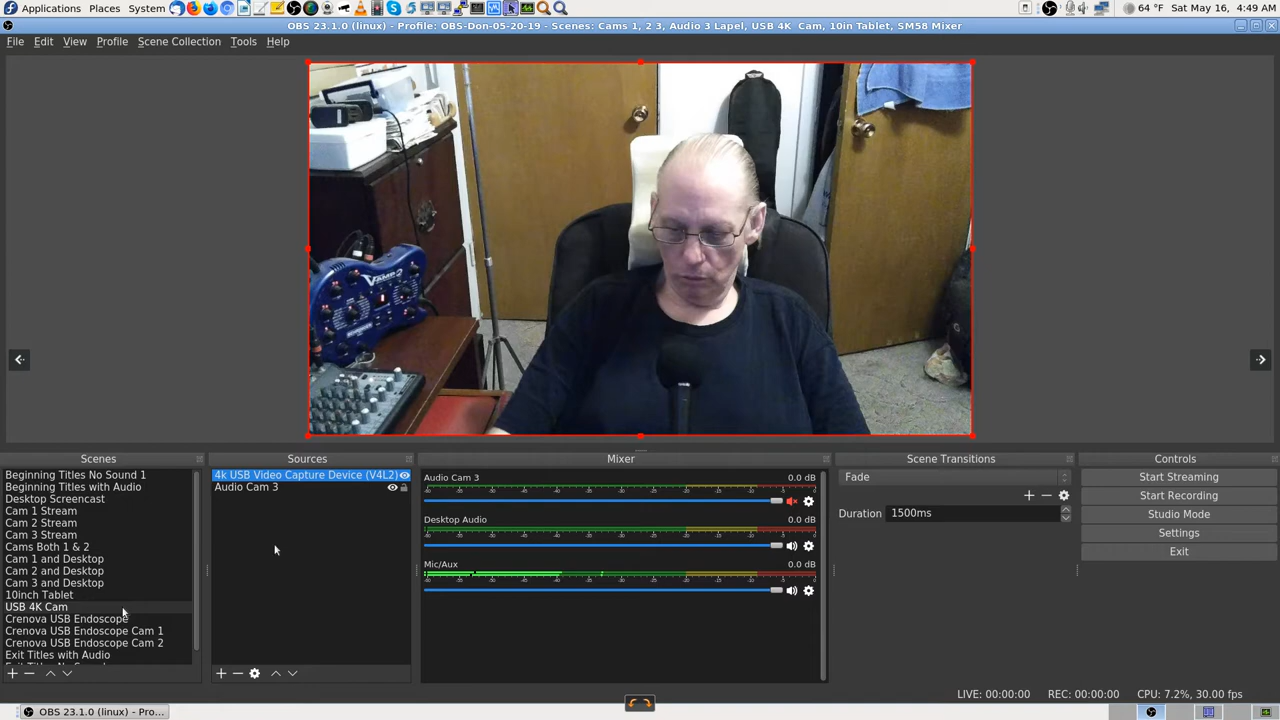 Applications Places System
64 °F Sat May 16, 4:49 AM
OBS 23.1.0 (linux) - Profile: OBS-Don-05-20-19 - Scenes: Cams 1, 2 3, Audio 3 Lapel, USB 4K Cam, 10in Tablet, SM58 Mixer
File Edit View Profile Scene Collection Tools Help
V-AMP 2
Scenes
Beginning Titles No Sound 1
Beginning Titles with Audio
Desktop Screencast
Cam 1 Stream
Cam 2 Stream
Cam 3 Stream
Cams Both 1 & 2
Cam 1 and Desktop
Cam 2 and Desktop
Cam 3 and Desktop
10inch Tablet
USB 4K Cam
Crenova USB Endoscope
Crenova USB Endoscope Cam 1
Crenova USB Endoscope Cam 2
Exit Titles with Audio
Sources
4k USB Video Capture Device (V4L2)
Audio Cam 3
Mixer
Audio Cam 3 0.0 dB
Desktop Audio 0.0 dB
Mic/Aux 0.0 dB
Scene Transitions
Fade
Duration 1500ms
Controls
Start Streaming
Start Recording
Studio Mode
Settings
Exit
LIVE: 00:00:00 REC: 00:00:00 CPU: 7.2%, 30.00 fps
OBS 23.1.0 (linux) - Pro...